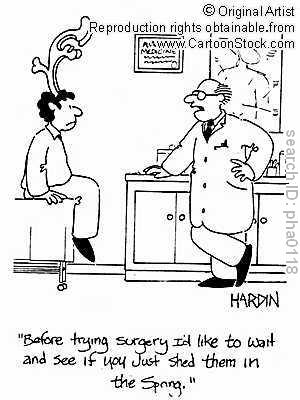 © Original Artist
Reproduction rights obtainable from
www.CartoonStock.com
MEDICINE
search ID: pha0118
HARDIN
"Before trying surgery I'd like to wait
and see if you just shed them in
the Spring."